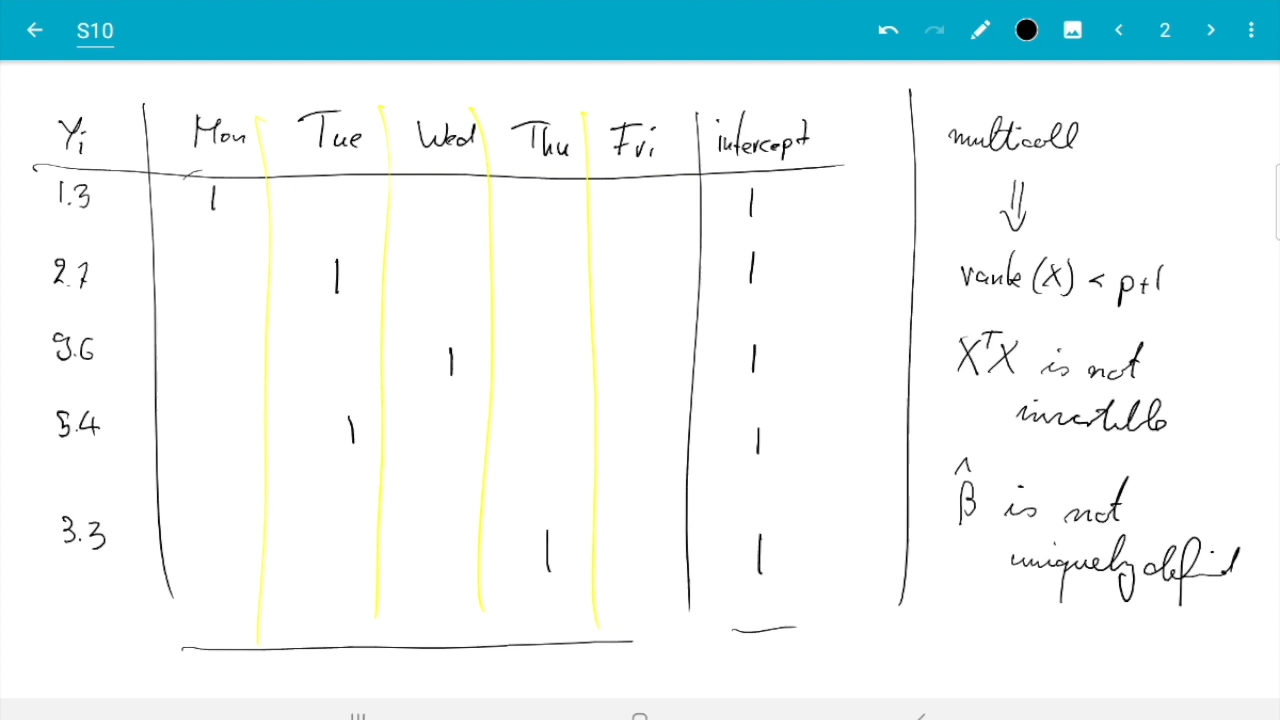 S10
2
Yi Mon Tue Wed Thu Fri intercept
1.3 1 1
2.7 1 1
9.6 1 1
5.4 1 1
3.3 1 1
multicoll
⇓
rank (X) < p+1
XᵀX is not
invertible
β̂ is not
uniquely defined